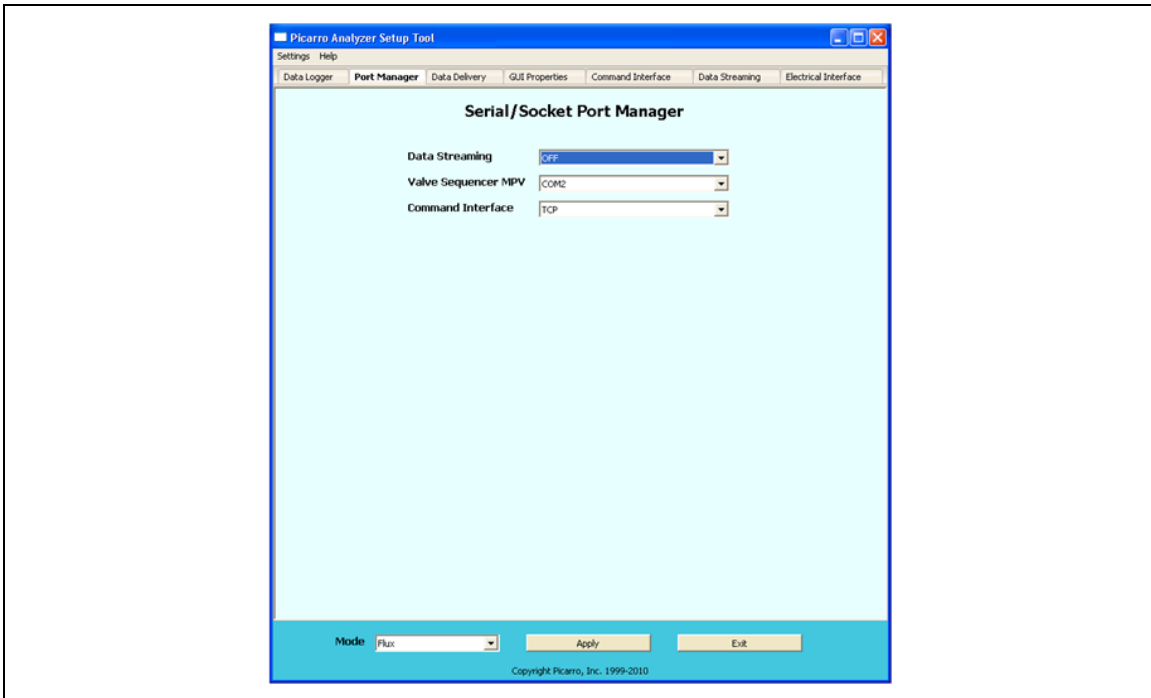 Picarro Analyzer Setup Tool
Settings Help
Data Logger Port Manager Data Delivery GUI Properties Command Interface Data Streaming Electrical Interface
Serial/Socket Port Manager
Data Streaming OFF
Valve Sequencer MPV COM2
Command Interface TCP
Mode Flux Apply Exit
Copyright Picarro, Inc. 1999-2010